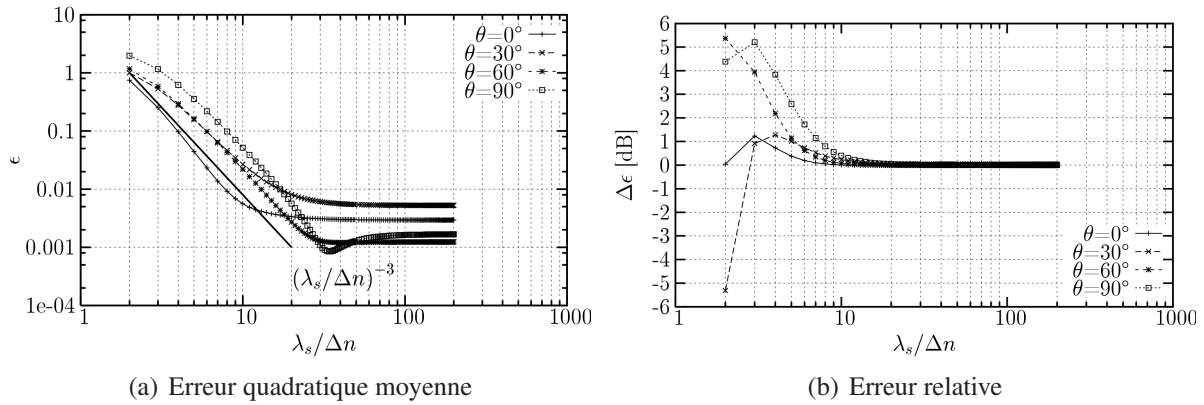 10
1
0.1
0.01
0.001
1e-04
ϵ
1
10
100
1000
λs/Δn
θ=0°
θ=30°
θ=60°
θ=90°
(λs/Δn)⁻³
(a) Erreur quadratique moyenne
6
5
4
3
2
1
0
-1
-2
-3
-4
-5
-6
Δϵ [dB]
1
10
100
1000
λs/Δn
θ=0°
θ=30°
θ=60°
θ=90°
(b) Erreur relative